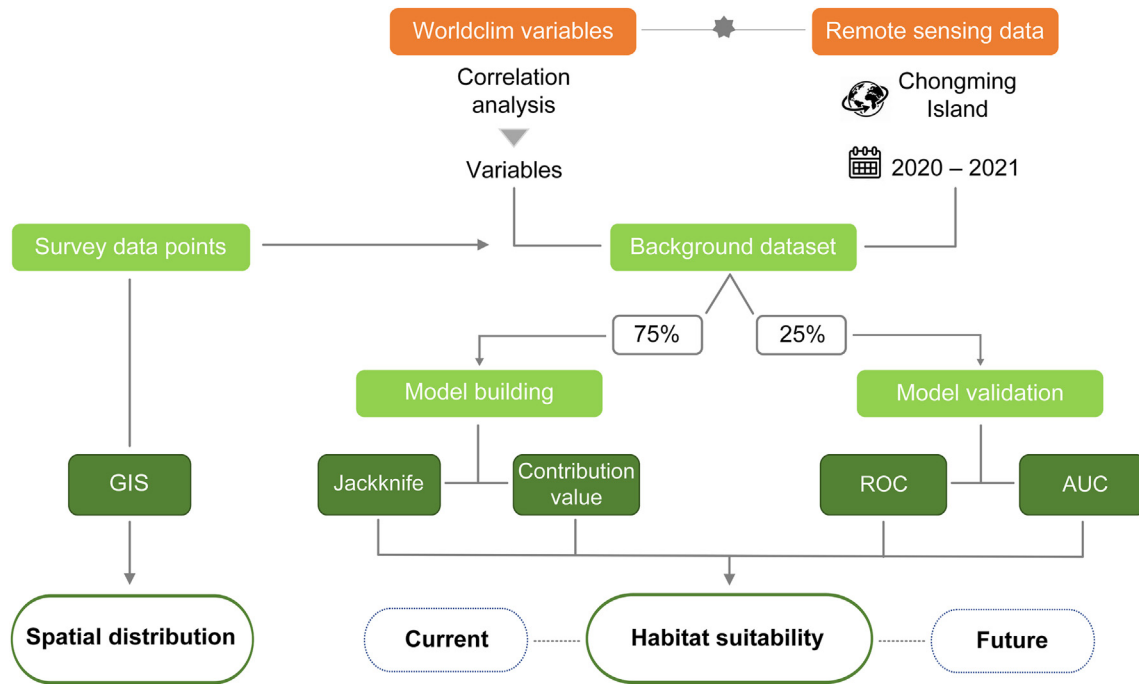 Worldclim variables
Remote sensing data
Correlation
analysis
Chongming
Island
Variables
2020 – 2021
Survey data points
Background dataset
75%
25%
Model building
Model validation
GIS
Jackknife
Contribution
value
ROC
AUC
Spatial distribution
Current
Habitat suitability
Future